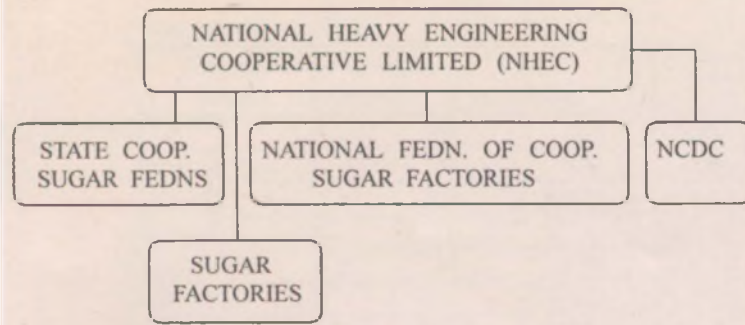 NATIONAL HEAVY ENGINEERING
COOPERATIVE LIMITED (NHEC)
STATE COOP.
SUGAR FEDNS
NATIONAL FEDN. OF COOP.
SUGAR FACTORIES
NCDC
SUGAR
FACTORIES